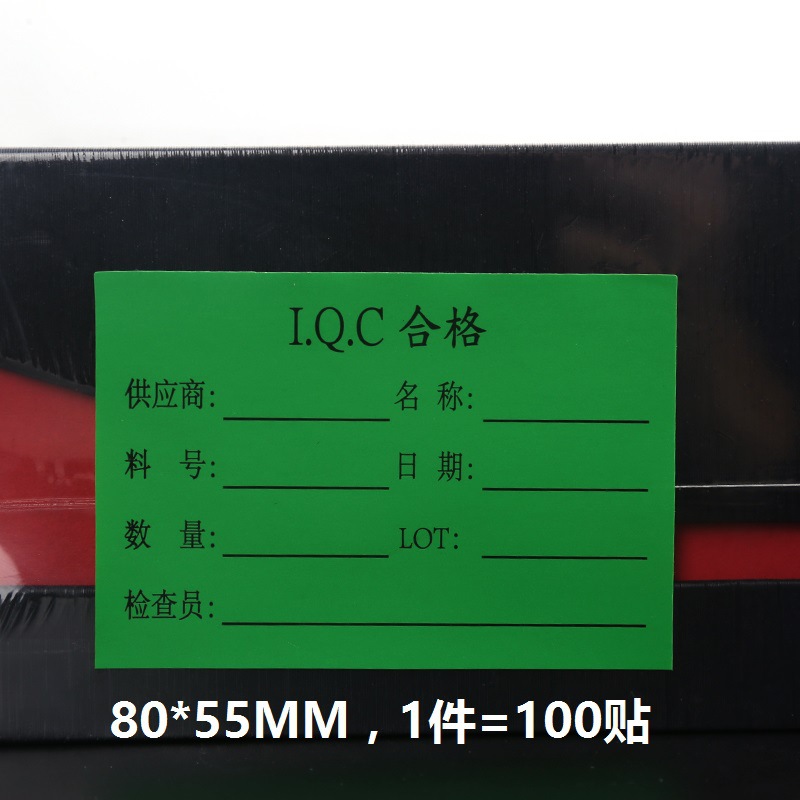 I.Q.C 合格
供应商: 名 称:
料 号: 日 期:
数 量: LOT:
检查员:
80*55MM，1件=100贴